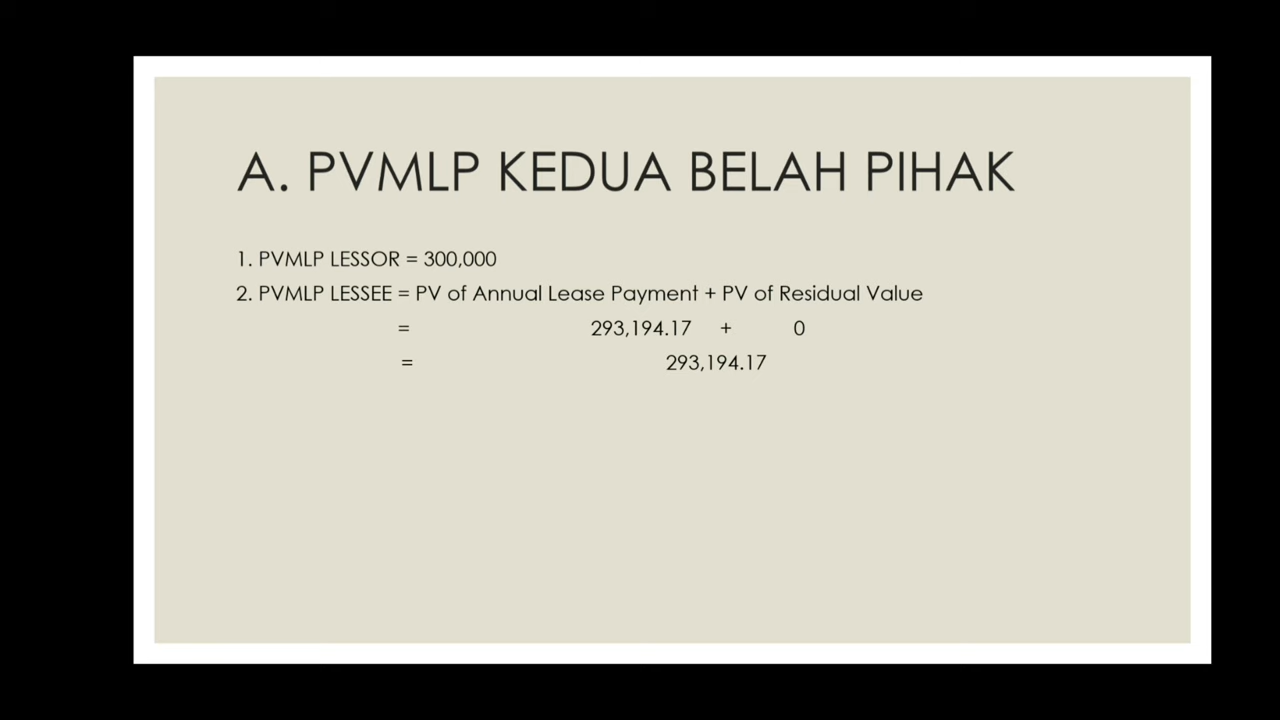 A. PVMLP KEDUA BELAH PIHAK
1. PVMLP LESSOR = 300,000
2. PVMLP LESSEE = PV of Annual Lease Payment + PV of Residual Value
= 293,194.17 + 0
= 293,194.17